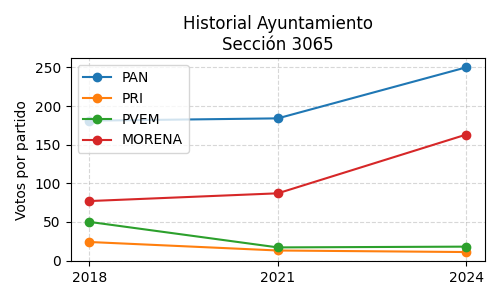 Historial Ayuntamiento
Sección 3065
Votos por partido
250
200
150
100
50
0
PAN
PRI
PVEM
MORENA
2018
2021
2024